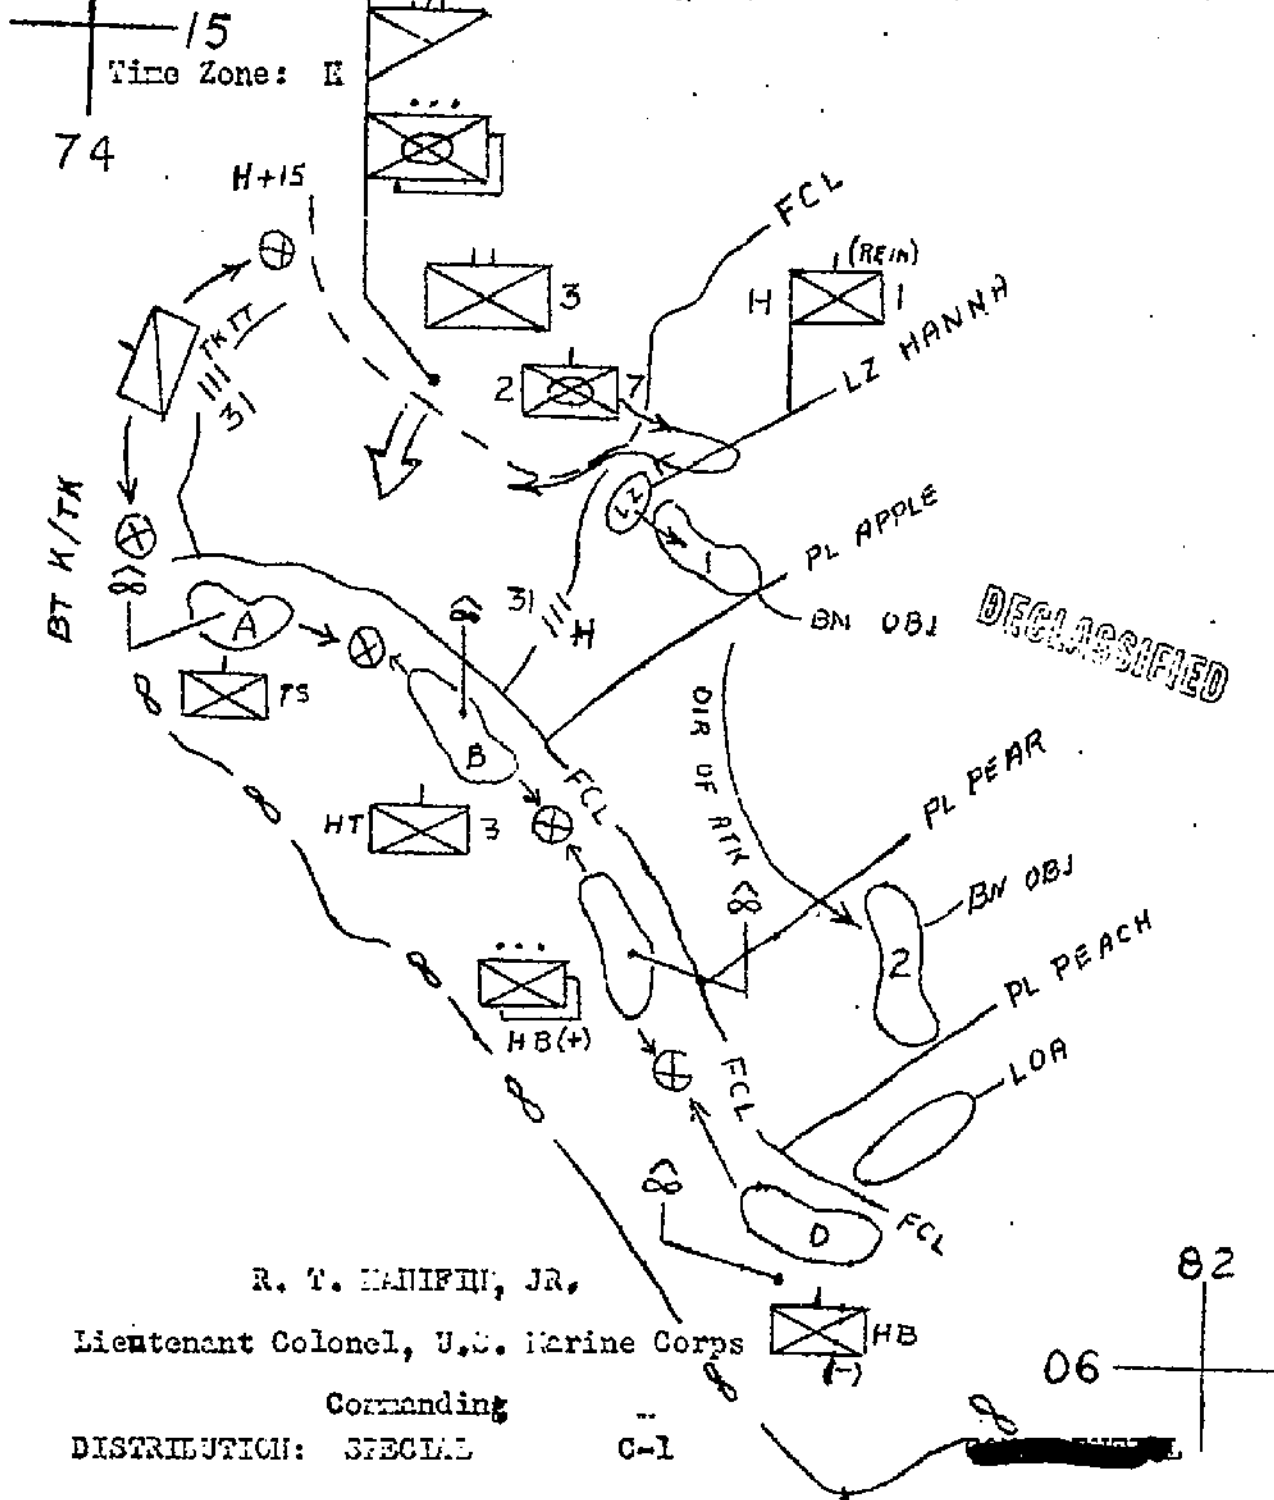 15
Time Zone: H
74
H+15
FCL
(REIN)
H 1
3
LZ HANNA
TK TT
31
2 7
LZ
1
PL APPLE
BN OBJ
DECLASSIFIED
BT K/TK
A
31
H
TS
B
DIR OF ATK
FCL
PL PEAR
HT 3
BN OBJ
2
PL PEACH
HB(+)
LOA
FCL
D
FCL
82
R. T. HANIFIN, JR.
Lieutenant Colonel, U.S. Marine Corps
HB
(-)
06
Commanding
DISTRIBUTION: SPECIAL C-1